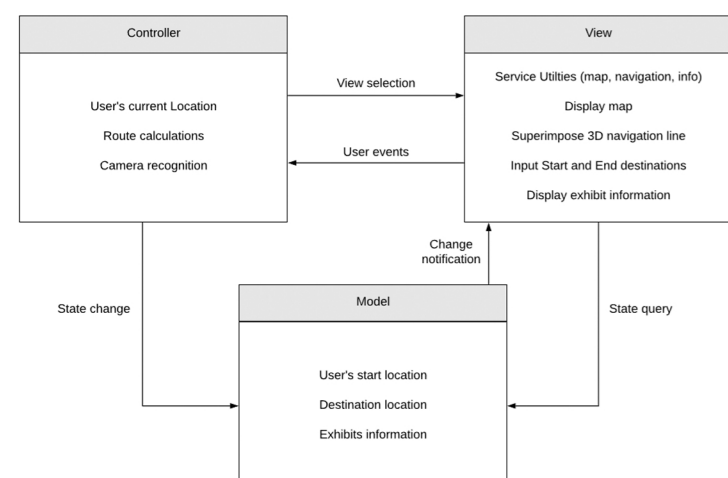 Controller
User's current Location
Route calculations
Camera recognition
View selection
User events
View
Service Utilties (map, navigation, info)
Display map
Superimpose 3D navigation line
Input Start and End destinations
Display exhibit information
Change
notification
State change
State query
Model
User's start location
Destination location
Exhibits information